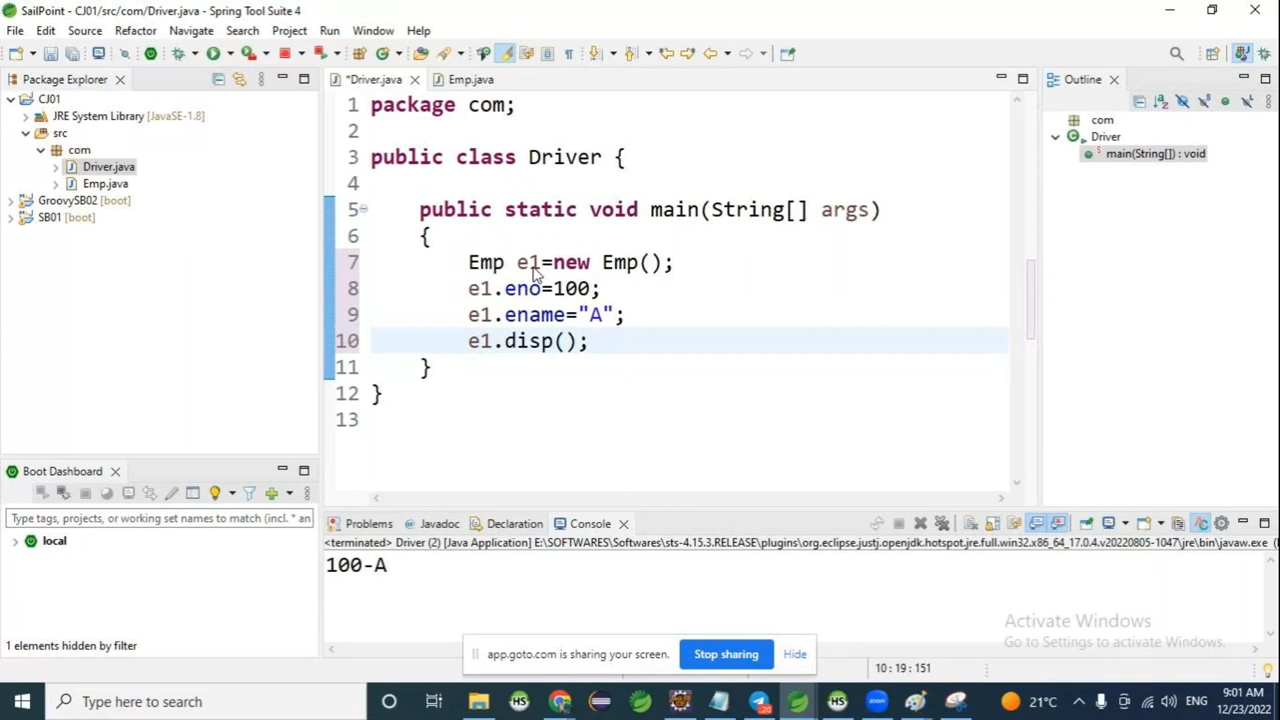 SailPoint - CJ01/src/com/Driver.java - Spring Tool Suite 4
File Edit Source Refactor Navigate Search Project Run Window Help
Package Explorer
CJ01
JRE System Library [JavaSE-1.8]
src
com
Driver.java
Emp.java
GroovySB02 [boot]
SB01 [boot]
*Driver.java Emp.java
1 package com;
2
3 public class Driver {
4
5 public static void main(String[] args)
6 {
7 Emp e1=new Emp();
8 e1.eno=100;
9 e1.ename="A";
10 e1.disp();
11 }
12 }
13
Outline
com
Driver
main(String[]) : void
Boot Dashboard
Type tags, projects, or working set names to match (incl. * an
local
1 elements hidden by filter
Problems Javadoc Declaration Console
<terminated> Driver (2) [Java Application] E:\SOFTWARES\Softwares\sts-4.15.3.RELEASE\plugins\org.eclipse.justj.openjdk.hotspot.jre.full.win32.x86_64_17.0.4.v20220805-1047\jre\bin\javaw.exe (
100-A
Activate Windows
Go to Settings to activate Windows.
app.goto.com is sharing your screen. Stop sharing Hide
10 : 19 : 151
Type here to search
21°C
ENG
9:01 AM
12/23/2022